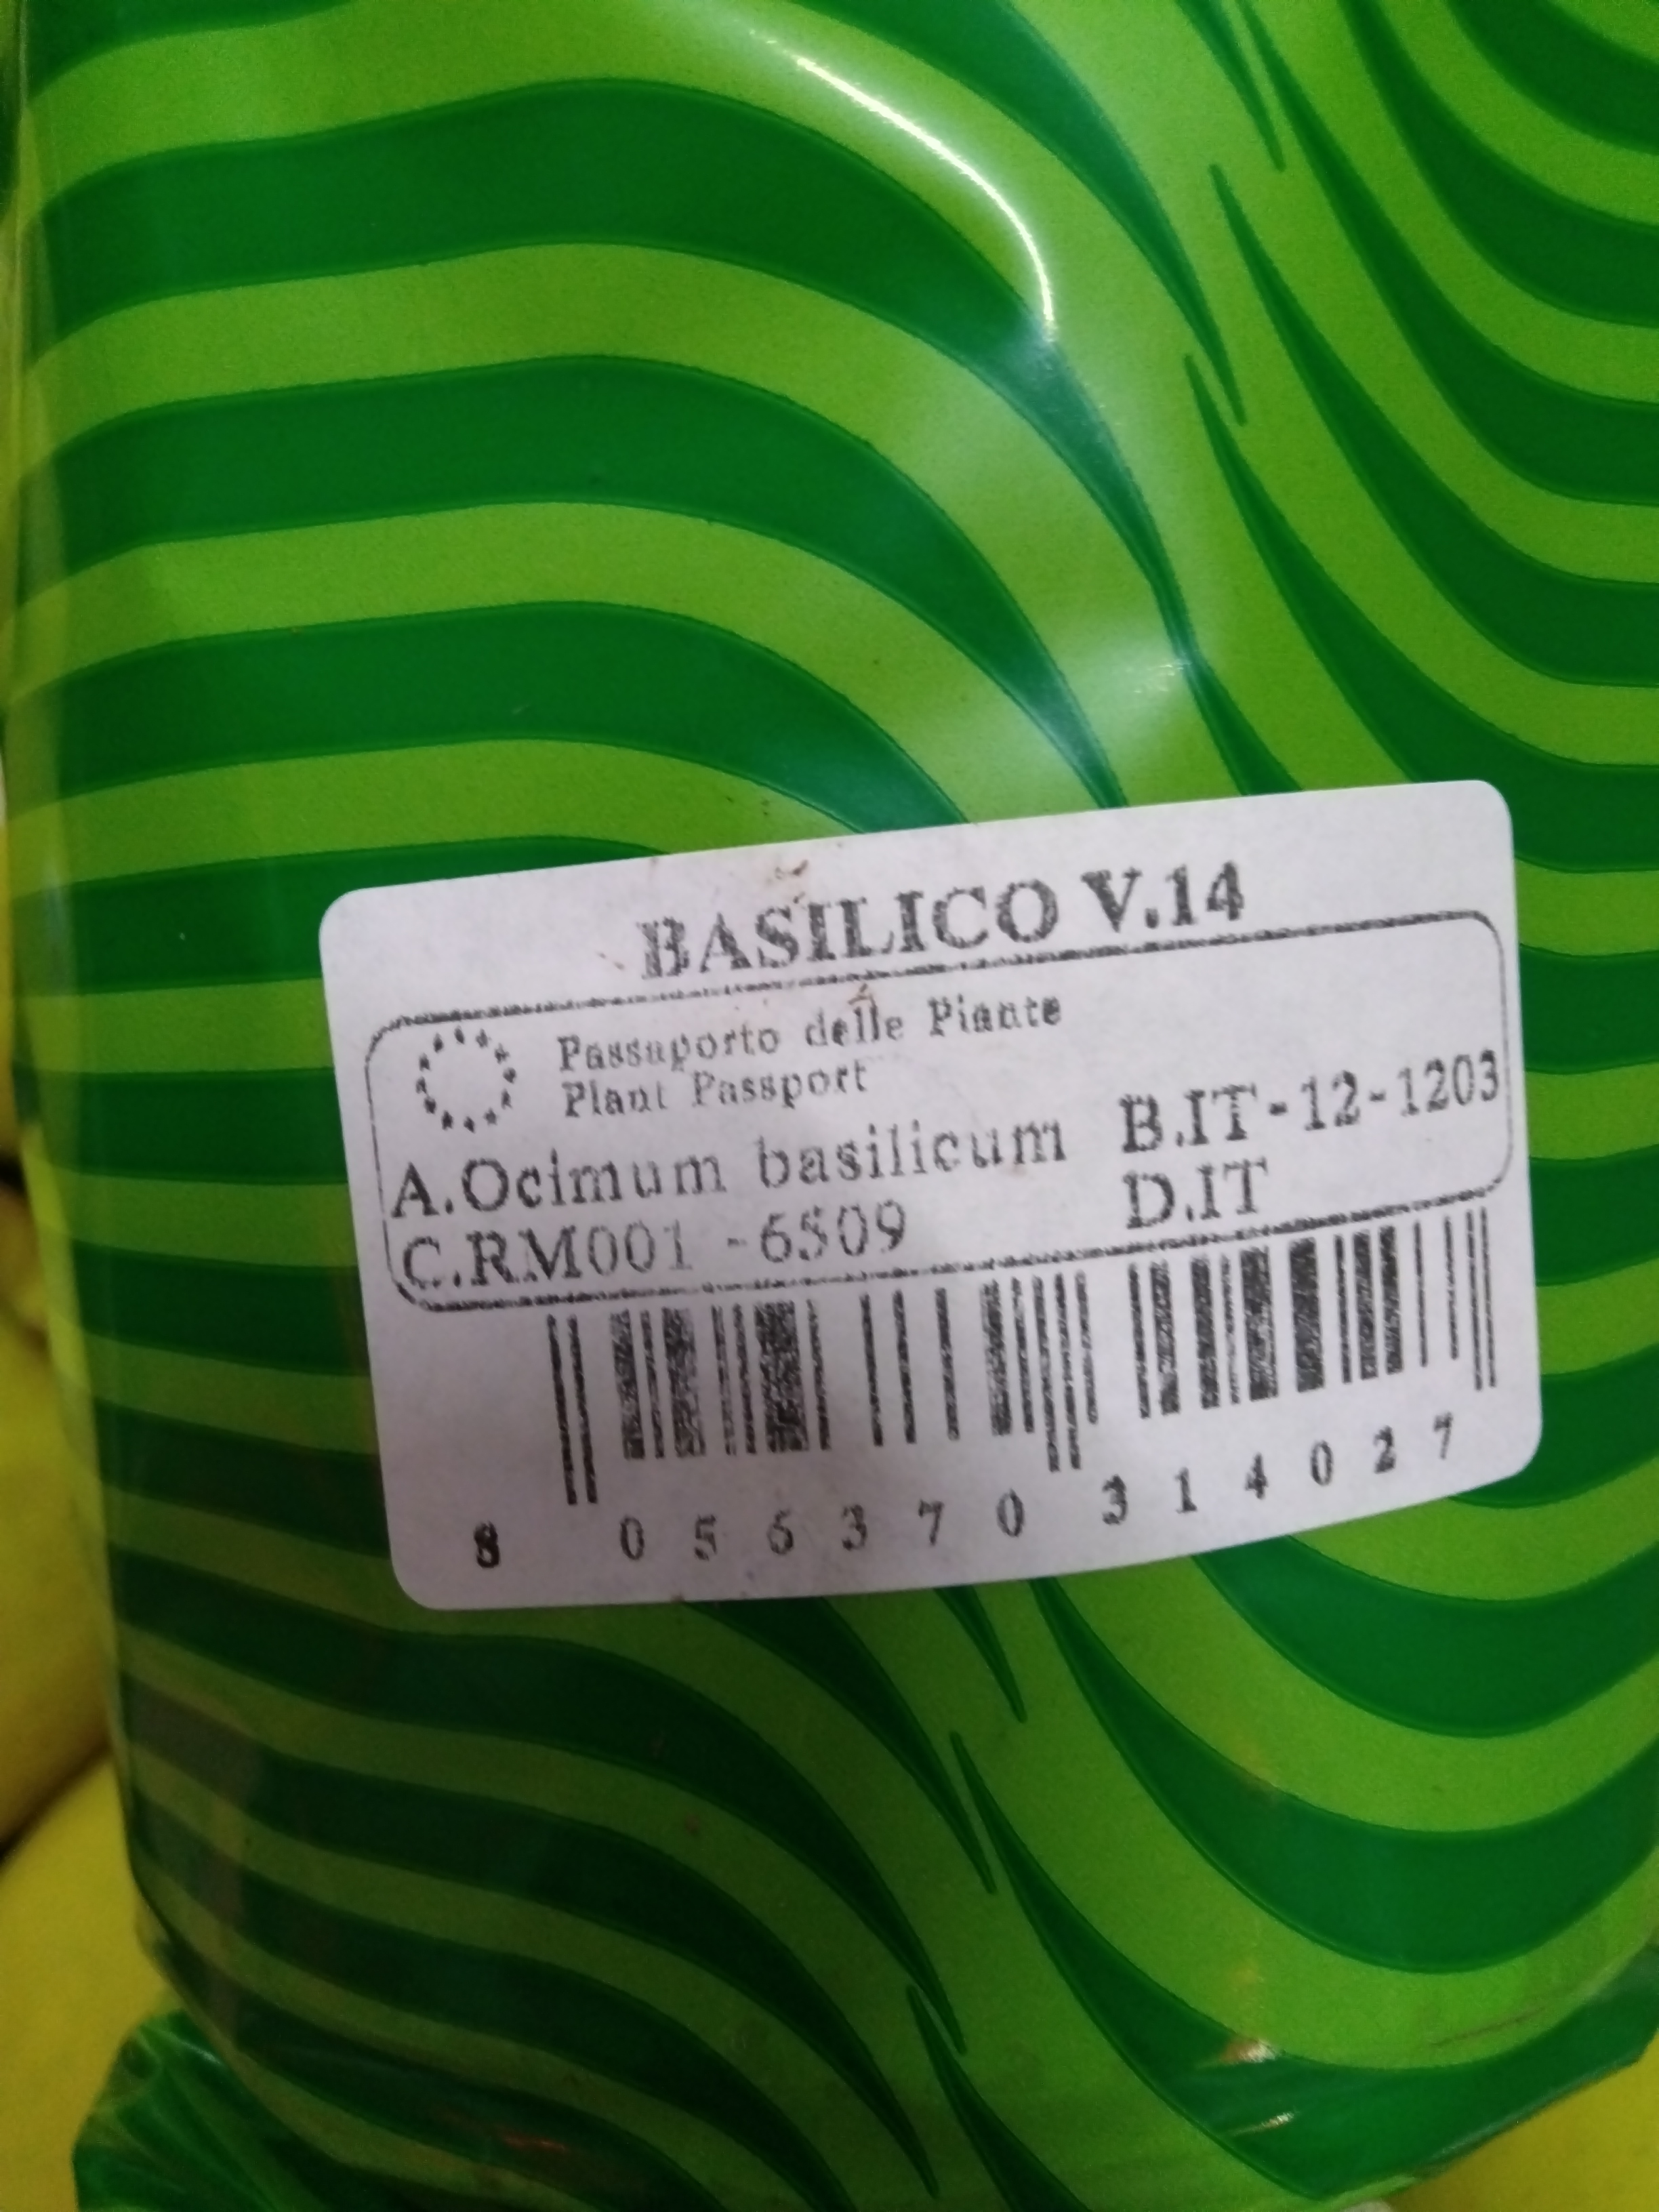 BASILICO V.14
Passaporto delle Piante
Plant Passport
A.Ocimum basilicum B.IT-12-1203
C.RM001 -6509 D.IT
8 056370 314027